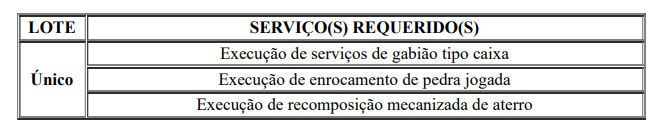 LOTE SERVIÇO(S) REQUERIDO(S)
Execução de serviços de gabião tipo caixa
Único Execução de enrocamento de pedra jogada
Execução de recomposição mecanizada de aterro